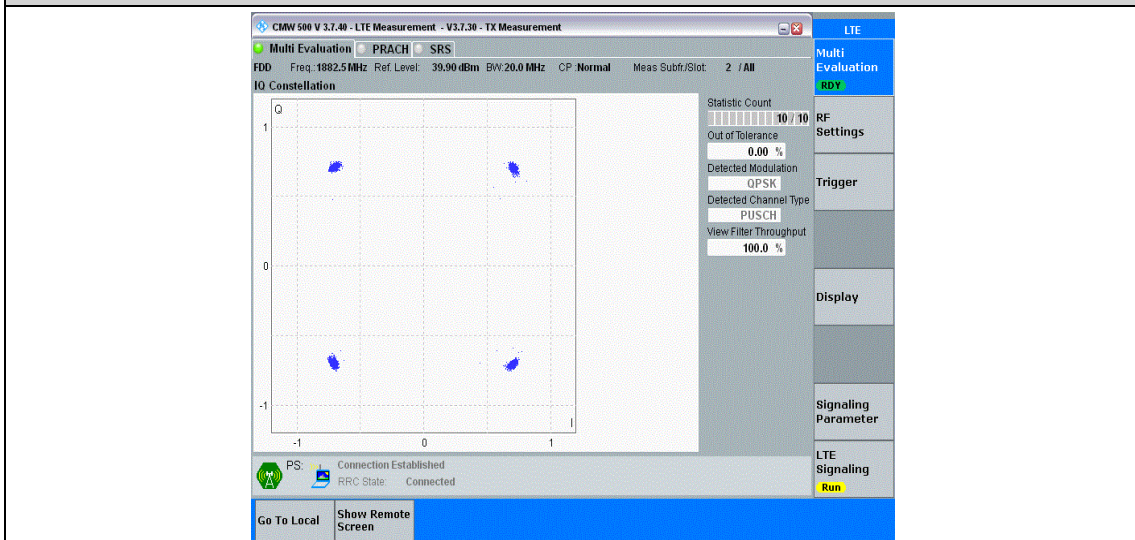 CMW 500 V 3.7.40 - LTE Measurement - V3.7.30 - TX Measurement
LTE
Multi Evaluation PRACH SRS
Multi
Evaluation
RDY
FDD Freq.:1882.5 MHz Ref. Level: 39.90 dBm BW:20.0 MHz CP :Normal Meas Subfr./Slot: 2 / All
IQ Constellation
Q
1
0
-1
-1 0 1
I
Statistic Count
10 / 10
Out of Tolerance
0.00 %
Detected Modulation
QPSK
Detected Channel Type
PUSCH
View Filter Throughput
100.0 %
RF
Settings
Trigger
Display
Signaling
Parameter
LTE
Signaling
Run
PS: Connection Established
RRC State: Connected
Go To Local
Show Remote
Screen